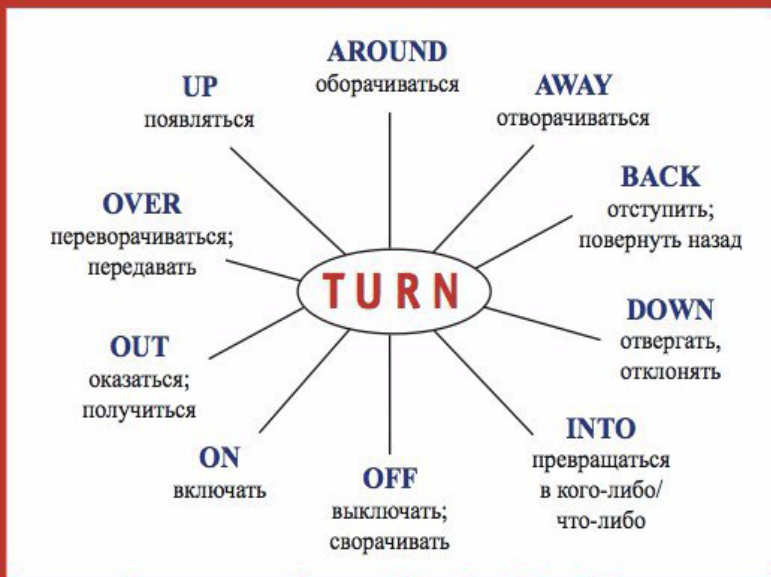 AROUND
оборачиваться
UP
появляться
AWAY
отворачиваться
BACK
отступить;
повернуть назад
OVER
переворачиваться;
передавать
TURN
DOWN
отвергать,
отклонять
OUT
оказаться;
получиться
INTO
превращаться
в кого-либо/
что-либо
ON
включать
OFF
выключать;
сворачивать